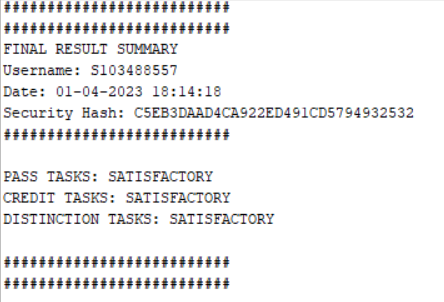 ##########################
##########################
FINAL RESULT SUMMARY
Username: S103488557
Date: 01-04-2023 18:14:18
Security Hash: C5EB3DAAD4CA922ED491CD5794932532
##########################
PASS TASKS: SATISFACTORY
CREDIT TASKS: SATISFACTORY
DISTINCTION TASKS: SATISFACTORY
##########################
##########################